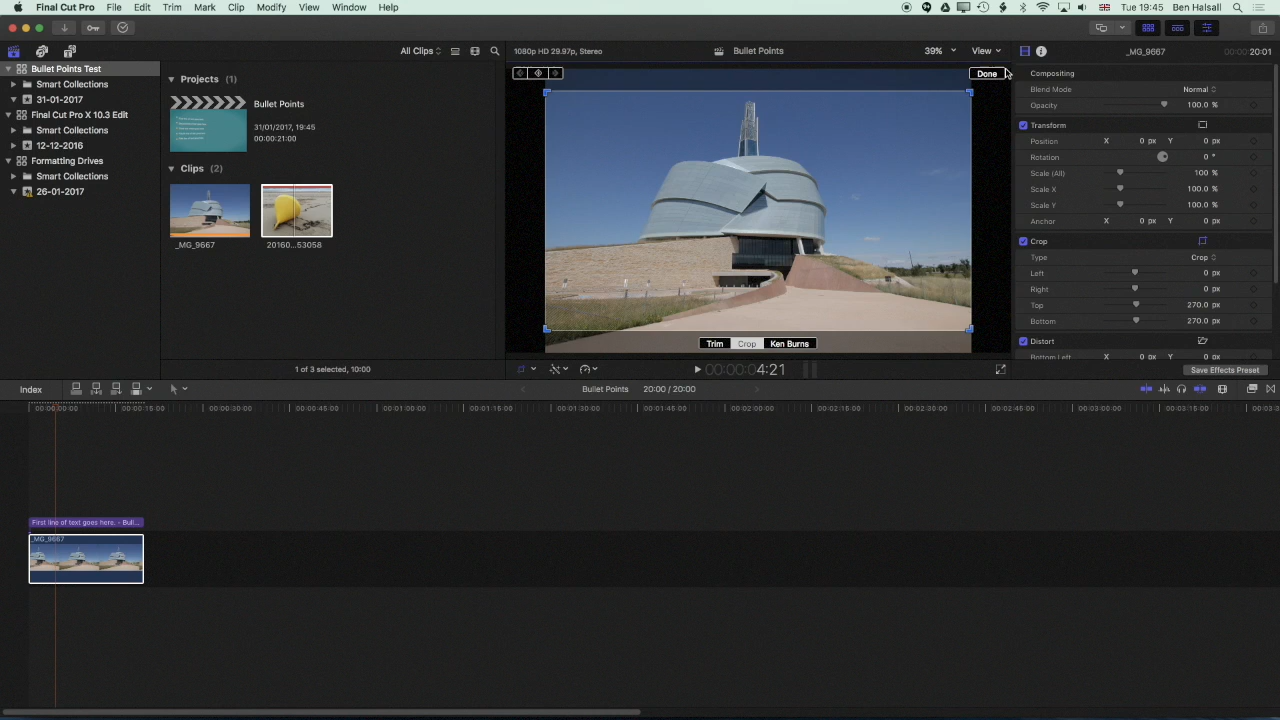 Final Cut Pro File Edit Trim Mark Clip Modify View Window Help Tue 19:45 Ben Halsall
All Clips 1080p HD 29.97p, Stereo Bullet Points 39% View _MG_9667 00:00:20:01
Bullet Points Test
Smart Collections
31-01-2017
Final Cut Pro X 10.3 Edit
Smart Collections
12-12-2016
Formatting Drives
Smart Collections
26-01-2017
Projects (1)
Bullet Points
31/01/2017, 19:45
00:00:21:00
Clips (2)
_MG_9667 20160...53058
1 of 3 selected, 10:00
Done
Trim Crop Ken Burns
00:00:04:21
Compositing
Blend Mode Normal
Opacity 100.0 %
Transform
Position X 0 px Y 0 px
Rotation 0 °
Scale (All) 100 %
Scale X 100.0 %
Scale Y 100.0 %
Anchor X 0 px Y 0 px
Crop
Type Crop
Left 0 px
Right 0 px
Top 270.0 px
Bottom 270.0 px
Distort
Bottom Left X 0 px Y 0 px
Save Effects Preset
Index Bullet Points 20:00 / 20:00
00:00:00:00 00:00:15:00 00:00:30:00 00:00:45:00 00:01:00:00 00:01:15:00 00:01:30:00 00:01:45:00 00:02:00:00 00:02:15:00 00:02:30:00 00:02:45:00 00:03:00:00 00:03:15:00
First line of text goes here. - Bull...
_MG_9667